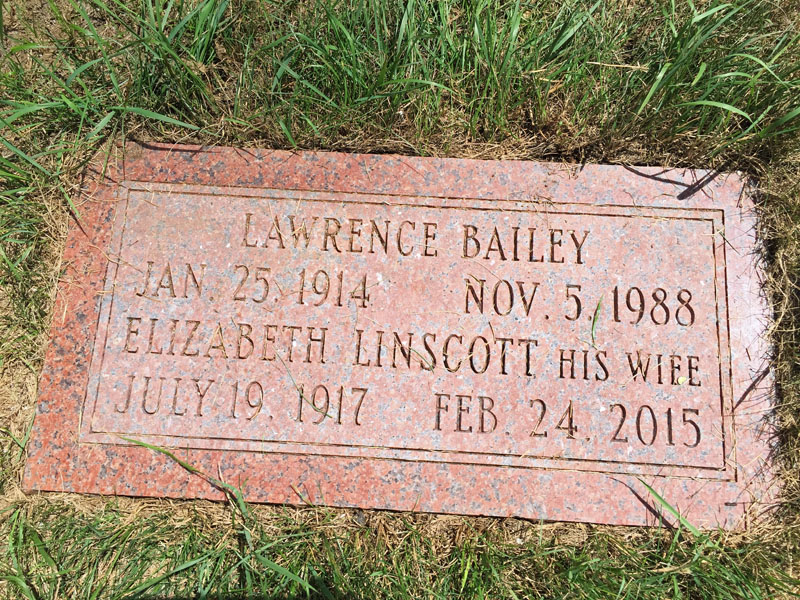 LAWRENCE BAILEY
JAN. 25, 1914 NOV. 5, 1988
ELIZABETH LINSCOTT HIS WIFE
JULY 19, 1917 FEB. 24, 2015